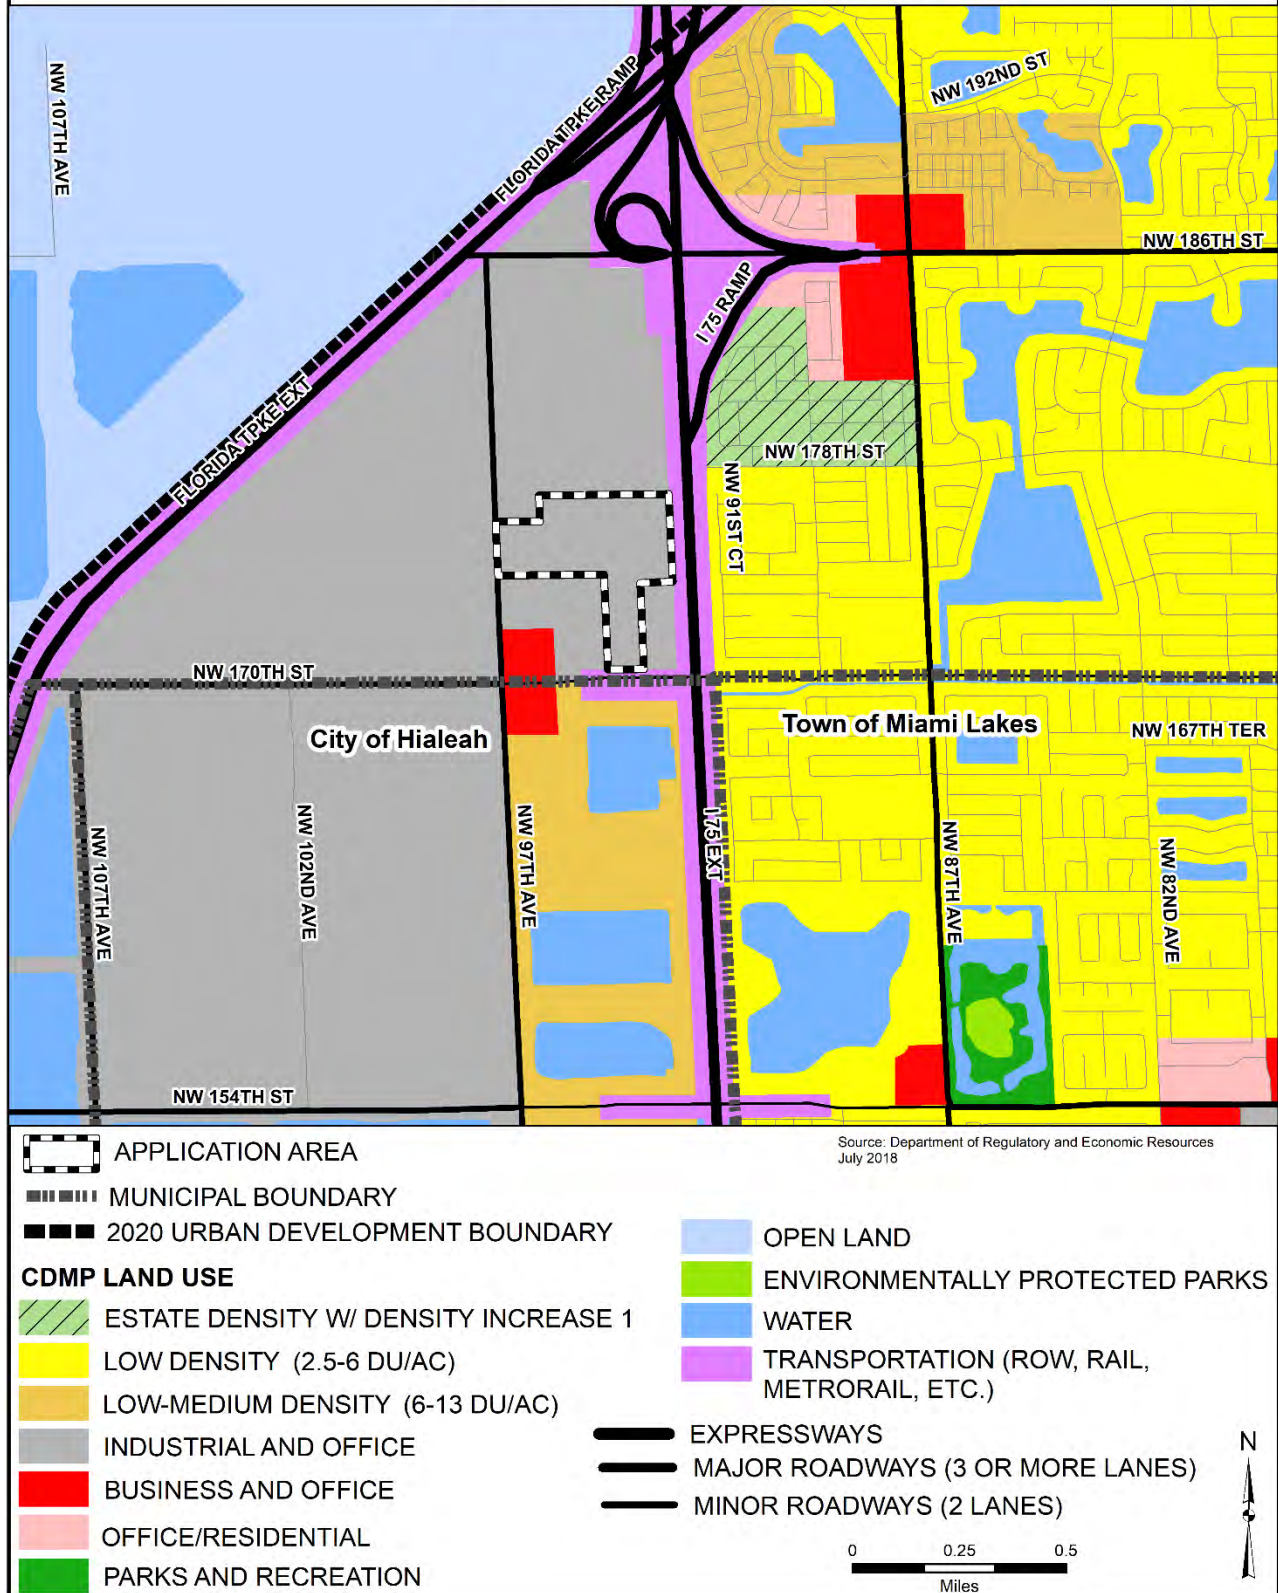 NW 107TH AVE
FLORIDA TPKE RAMP
NW 192ND ST
NW 186TH ST
I 75 RAMP
FLORIDA TPKE EXT
NW 178TH ST
NW 91ST CT
NW 170TH ST
City of Hialeah
Town of Miami Lakes
NW 167TH TER
NW 107TH AVE
NW 102ND AVE
NW 97TH AVE
I 75 EXT
NW 87TH AVE
NW 82ND AVE
NW 154TH ST
APPLICATION AREA
MUNICIPAL BOUNDARY
2020 URBAN DEVELOPMENT BOUNDARY
CDMP LAND USE
ESTATE DENSITY W/ DENSITY INCREASE 1
LOW DENSITY (2.5-6 DU/AC)
LOW-MEDIUM DENSITY (6-13 DU/AC)
INDUSTRIAL AND OFFICE
BUSINESS AND OFFICE
OFFICE/RESIDENTIAL
PARKS AND RECREATION
Source: Department of Regulatory and Economic Resources
July 2018
OPEN LAND
ENVIRONMENTALLY PROTECTED PARKS
WATER
TRANSPORTATION (ROW, RAIL,
METRORAIL, ETC.)
EXPRESSWAYS
MAJOR ROADWAYS (3 OR MORE LANES)
MINOR ROADWAYS (2 LANES)
N
0 0.25 0.5
Miles